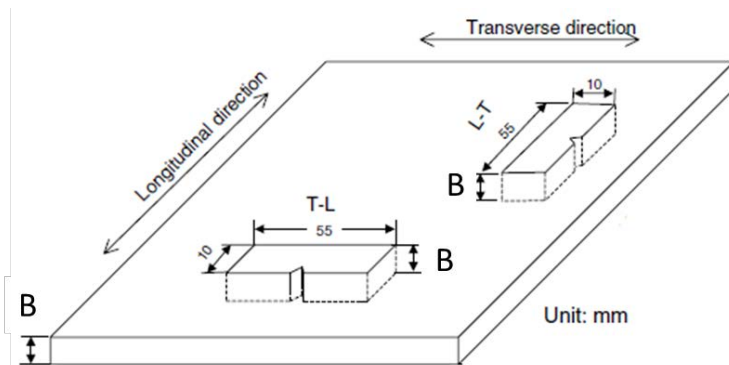 Transverse direction
Longitudinal direction
10
L-T
55
B
T-L
55
10
B
B
Unit: mm